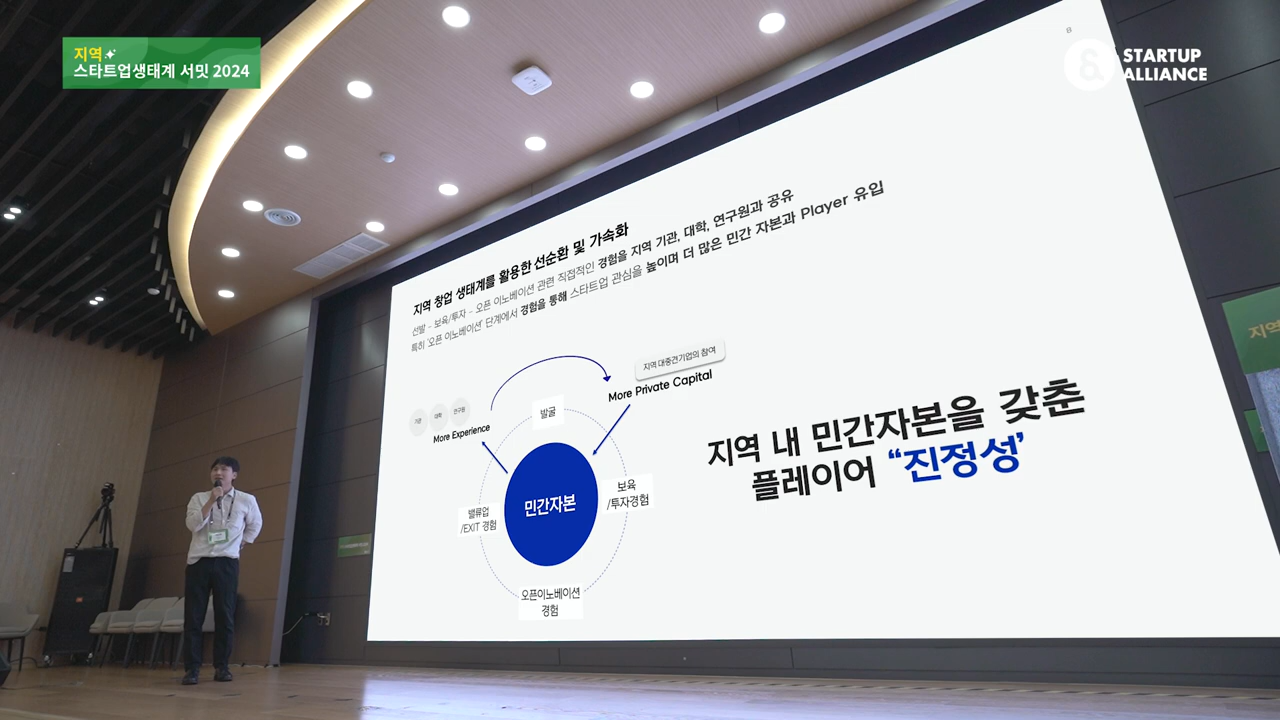 지역
스타트업생태계 서밋 2024
STARTUP
ALLIANCE
8
지역 창업 생태계를 활용한 선순환 및 가속화
선발 - 보육/투자 - 오픈 이노베이션 관련 직접적인 경험을 지역 기관, 대학, 연구원과 공유
특히 '오픈 이노베이션' 단계에서 경험을 통해 스타트업 관심을 높이며 더 많은 민간 자본과 Player 유입
지역 대중견기업의 참여
More Private Capital
기관
대학
연구원
More Experience
발굴
민간자본
보육
/투자경험
밸류업
/EXIT 경험
오픈이노베이션
경험
지역 내 민간자본을 갖춘
플레이어 “진정성’
지역